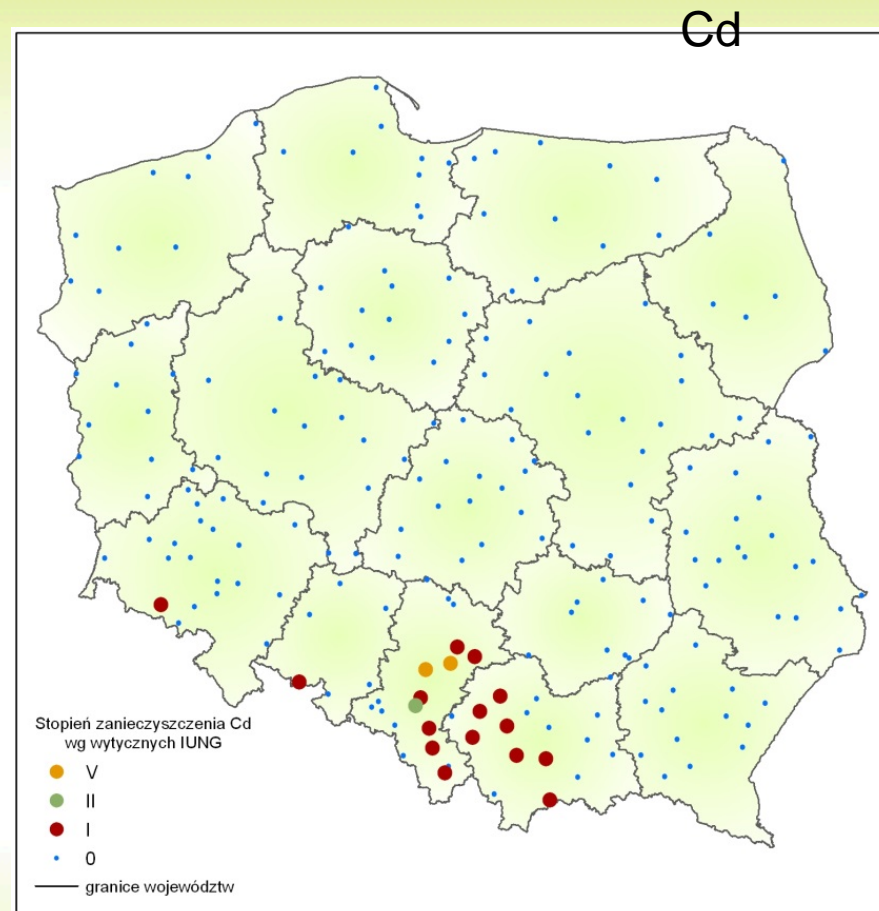 Cd
Stopień zanieczyszczenia Cd
wg wytycznych IUNG
V
II
I
0
granice województw